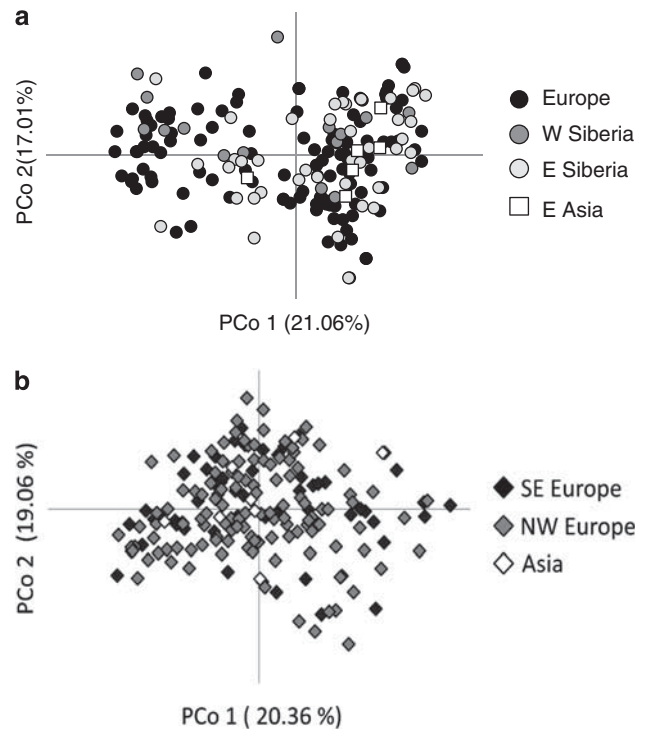 a
PCo 2(17.01%)
Europe
W Siberia
E Siberia
E Asia
PCo 1 (21.06%)
b
PCo 2 (19.06 %)
SE Europe
NW Europe
Asia
PCo 1 ( 20.36 %)